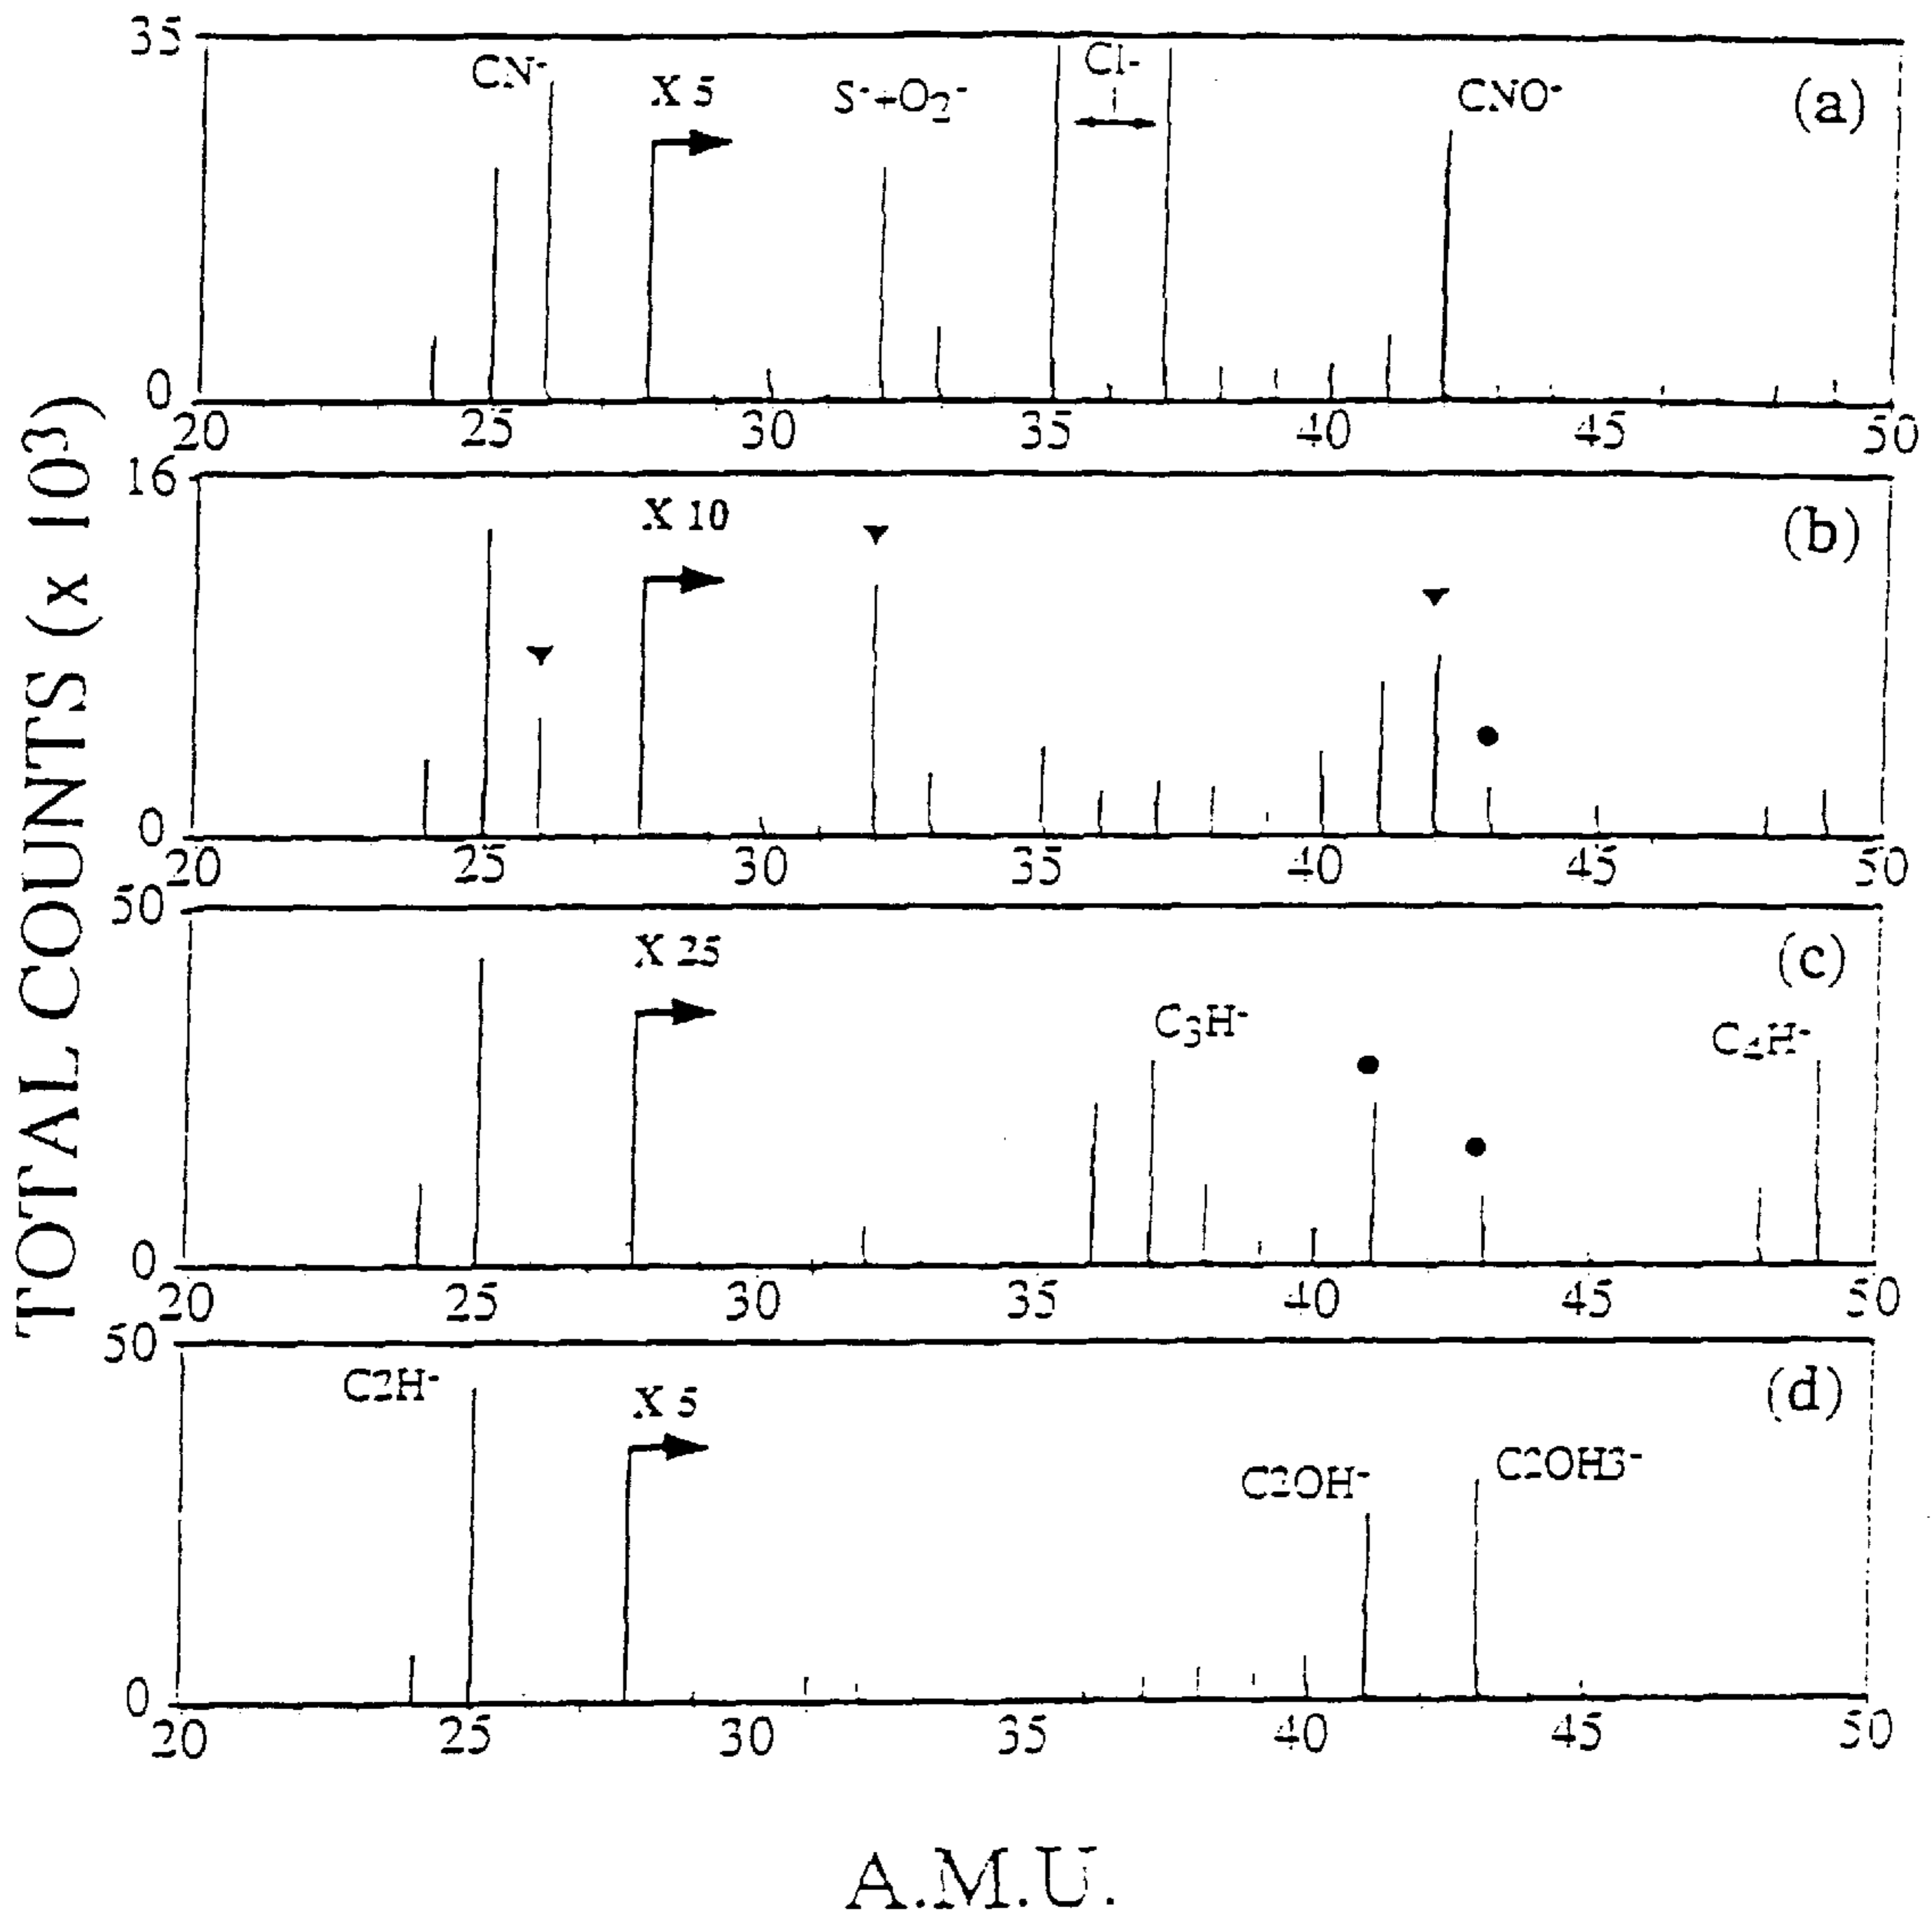 TOTAL COUNTS (x 10³)
35
CN⁻
X 5
S⁻+O₂⁻
Cl⁻
CNO⁻
(a)
0
20 25 30 35 40 45 50
16
X 10
(b)
0
20 25 30 35 40 45 50
50
X 25
C₃H⁻
C₄H⁻
(c)
0
20 25 30 35 40 45 50
50
C2H⁻
X 5
C2OH⁻
C2OH3⁻
(d)
0
20 25 30 35 40 45 50
A.M.U.